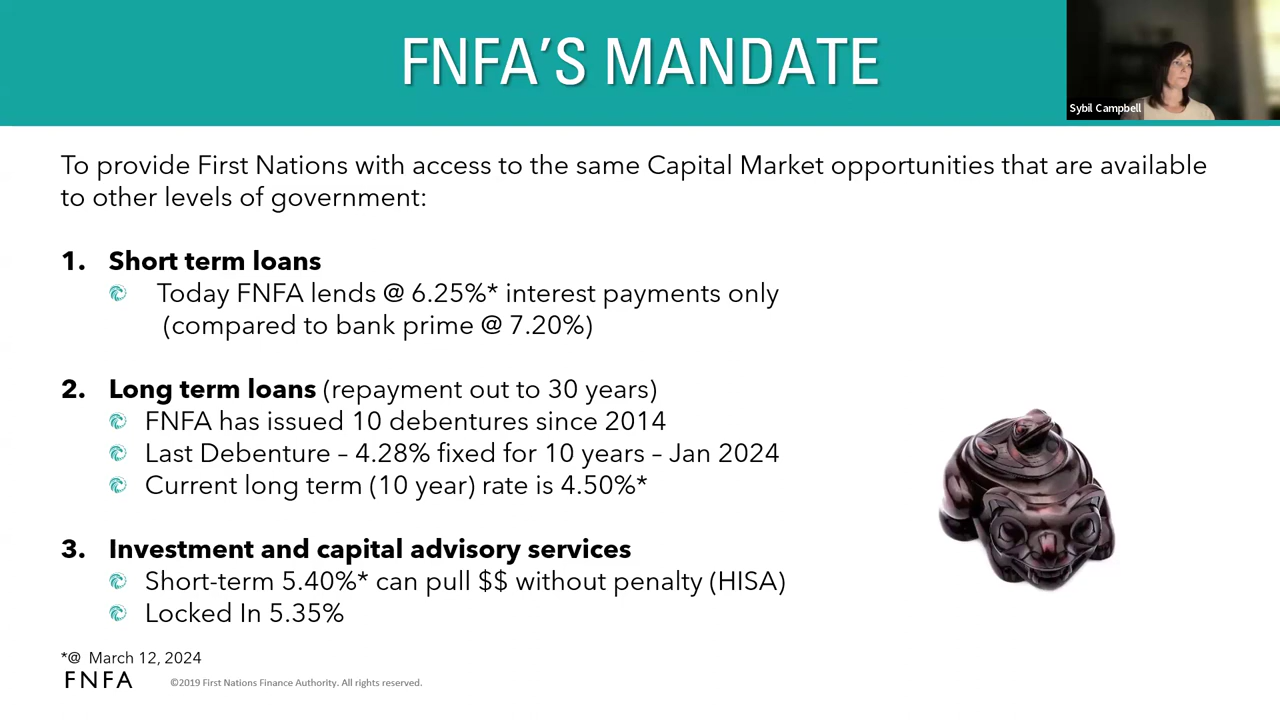 FNFA'S MANDATE
Sybil Campbell
To provide First Nations with access to the same Capital Market opportunities that are available
to other levels of government:
1. Short term loans
Today FNFA lends @ 6.25%* interest payments only
(compared to bank prime @ 7.20%)
2. Long term loans (repayment out to 30 years)
FNFA has issued 10 debentures since 2014
Last Debenture – 4.28% fixed for 10 years – Jan 2024
Current long term (10 year) rate is 4.50%*
3. Investment and capital advisory services
Short-term 5.40%* can pull $$ without penalty (HISA)
Locked In 5.35%
*@ March 12, 2024
FNFA
©2019 First Nations Finance Authority. All rights reserved.